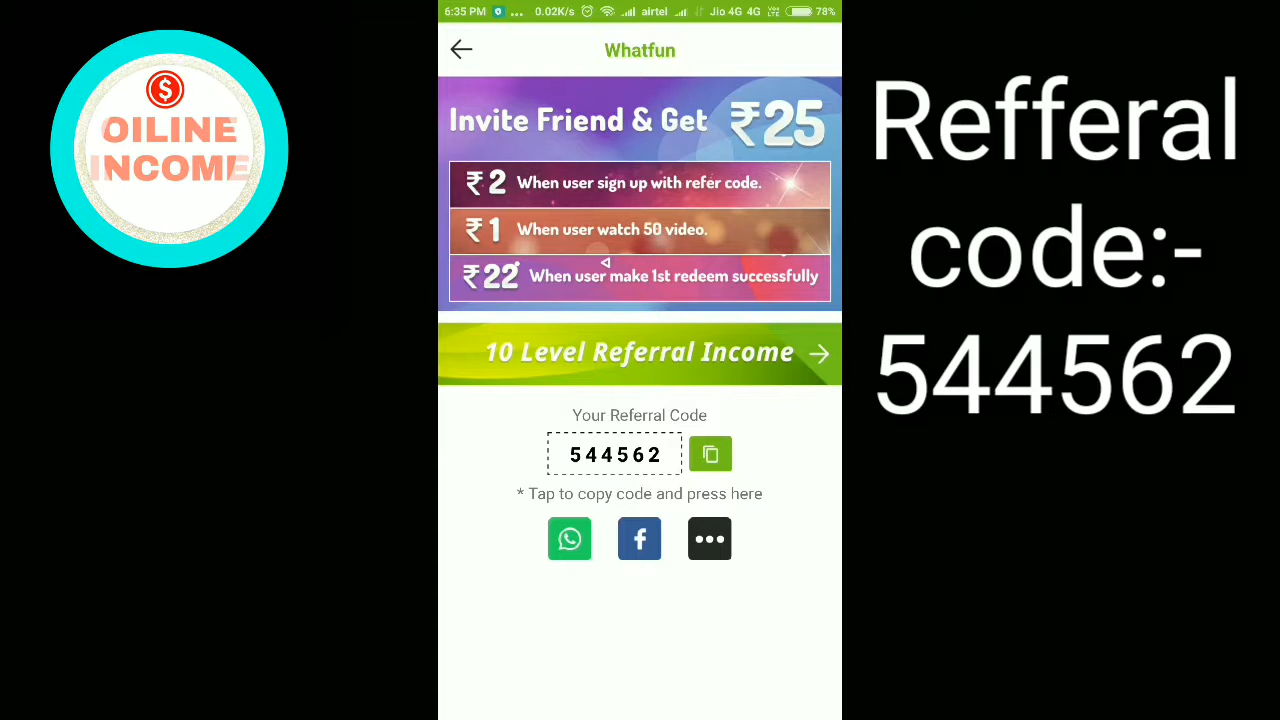 OILINE
INCOME
6:35 PM ... 0.02K/s airtel Jio 4G 4G VoLTE 78%
Whatfun
Invite Friend & Get ₹25
₹ 2 When user sign up with refer code.
₹ 1 When user watch 50 video.
₹ 22* When user make 1st redeem successfully
10 Level Referral Income
Your Referral Code
544562
* Tap to copy code and press here
Refferal
code:-
544562